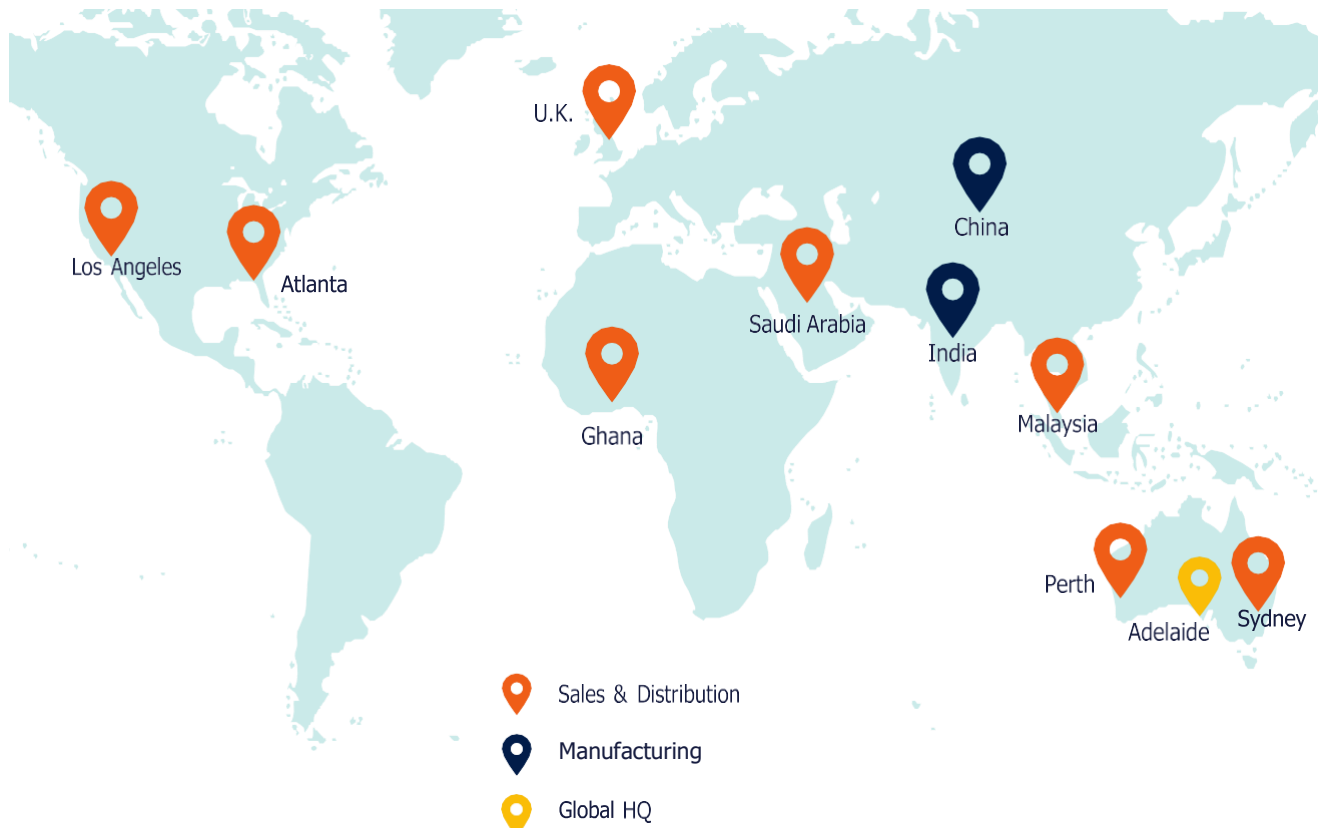 U.K.
Los Angeles
Atlanta
China
Saudi Arabia
India
Ghana
Malaysia
Perth
Adelaide
Sydney
Sales & Distribution
Manufacturing
Global HQ